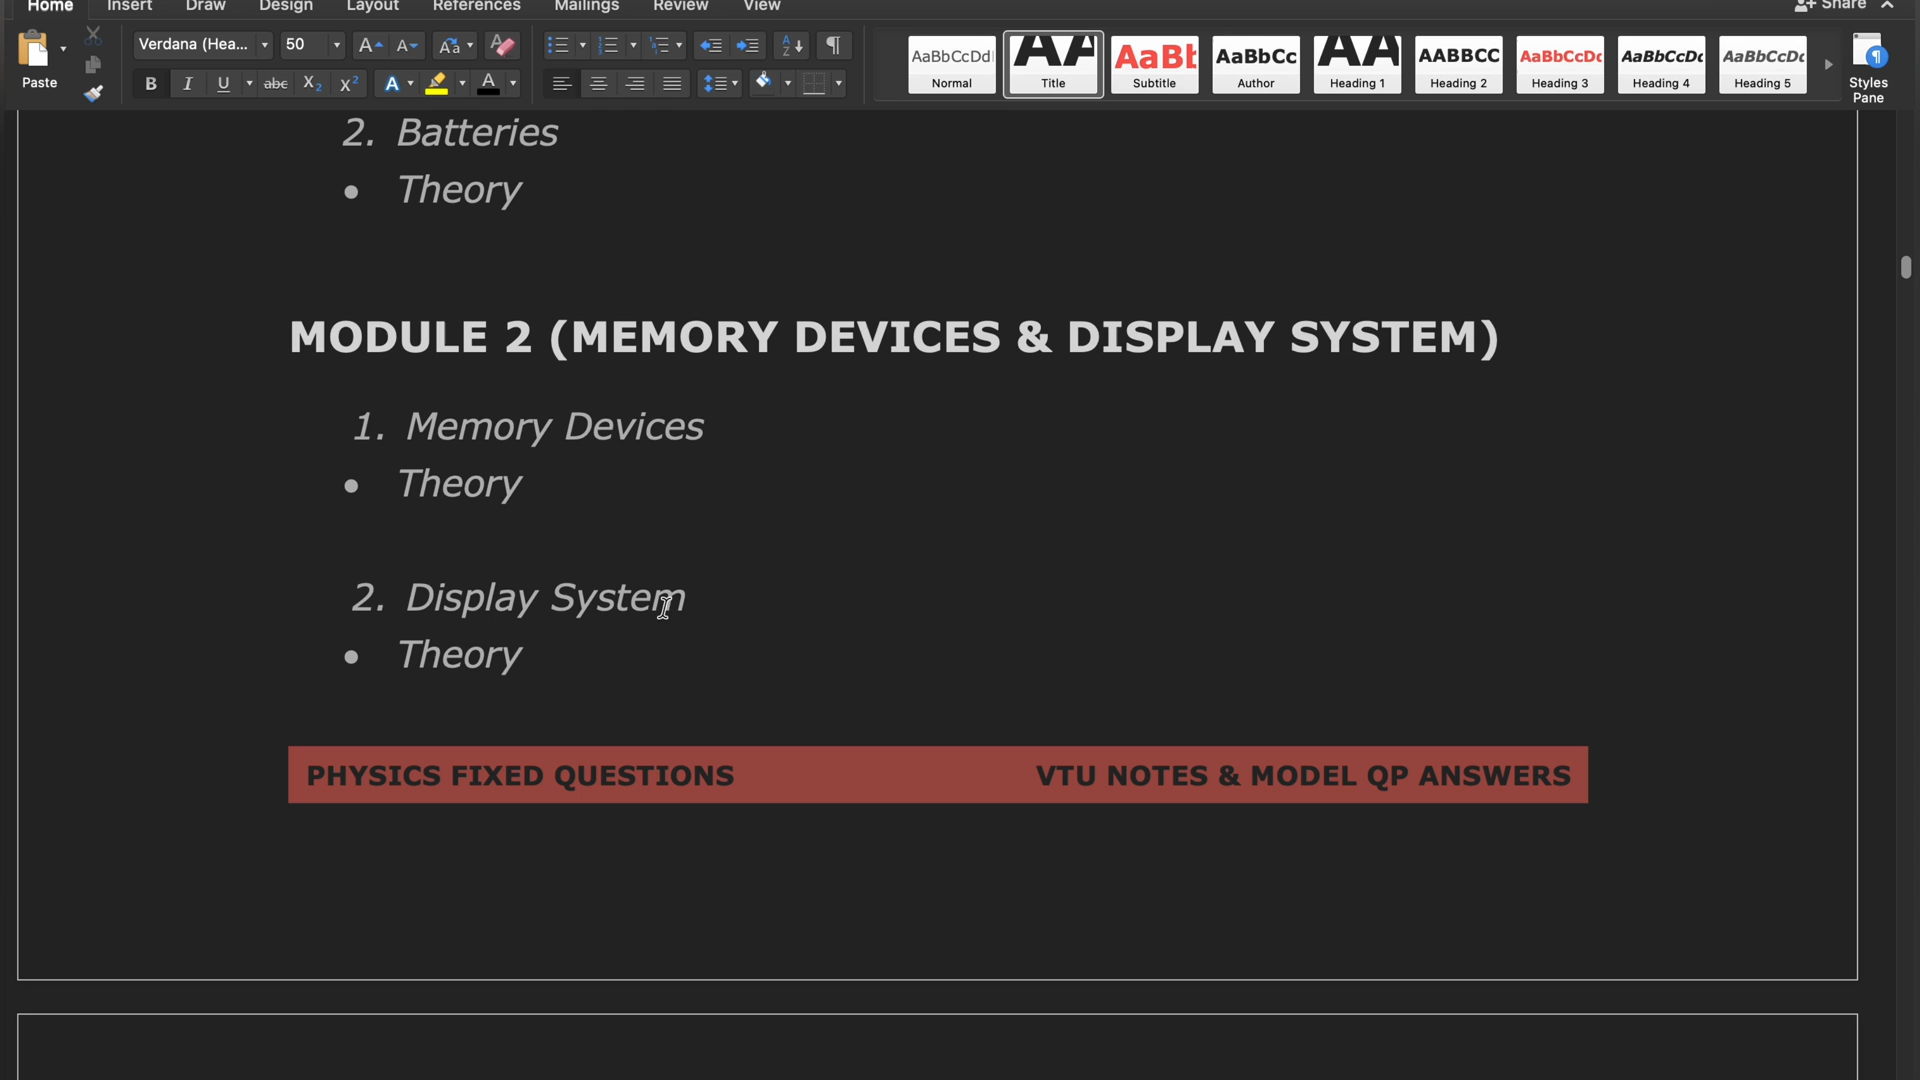 Home Insert Draw Design Layout References Mailings Review View Share
Verdana (Hea... 50
Paste
AaBbCcDdI AaBl AaBbCc AA AABBCC AaBbCcDc AaBbCcDc AaBbCcDc
Normal Title Subtitle Author Heading 1 Heading 2 Heading 3 Heading 4 Heading 5
Styles
Pane
2. Batteries
• Theory
MODULE 2 (MEMORY DEVICES & DISPLAY SYSTEM)
1. Memory Devices
• Theory
2. Display System
• Theory
PHYSICS FIXED QUESTIONS VTU NOTES & MODEL QP ANSWERS